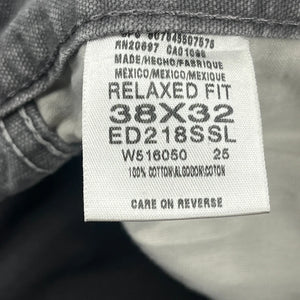 RN20697 CA01096
MADE/HECHO/FABRIQUE
MEXICO/MEXICO/MEXIQUE
RELAXED FIT
38X32
ED218SSL
W516050 25
100% COTTON/ALGODON/COTON
CARE ON REVERSE